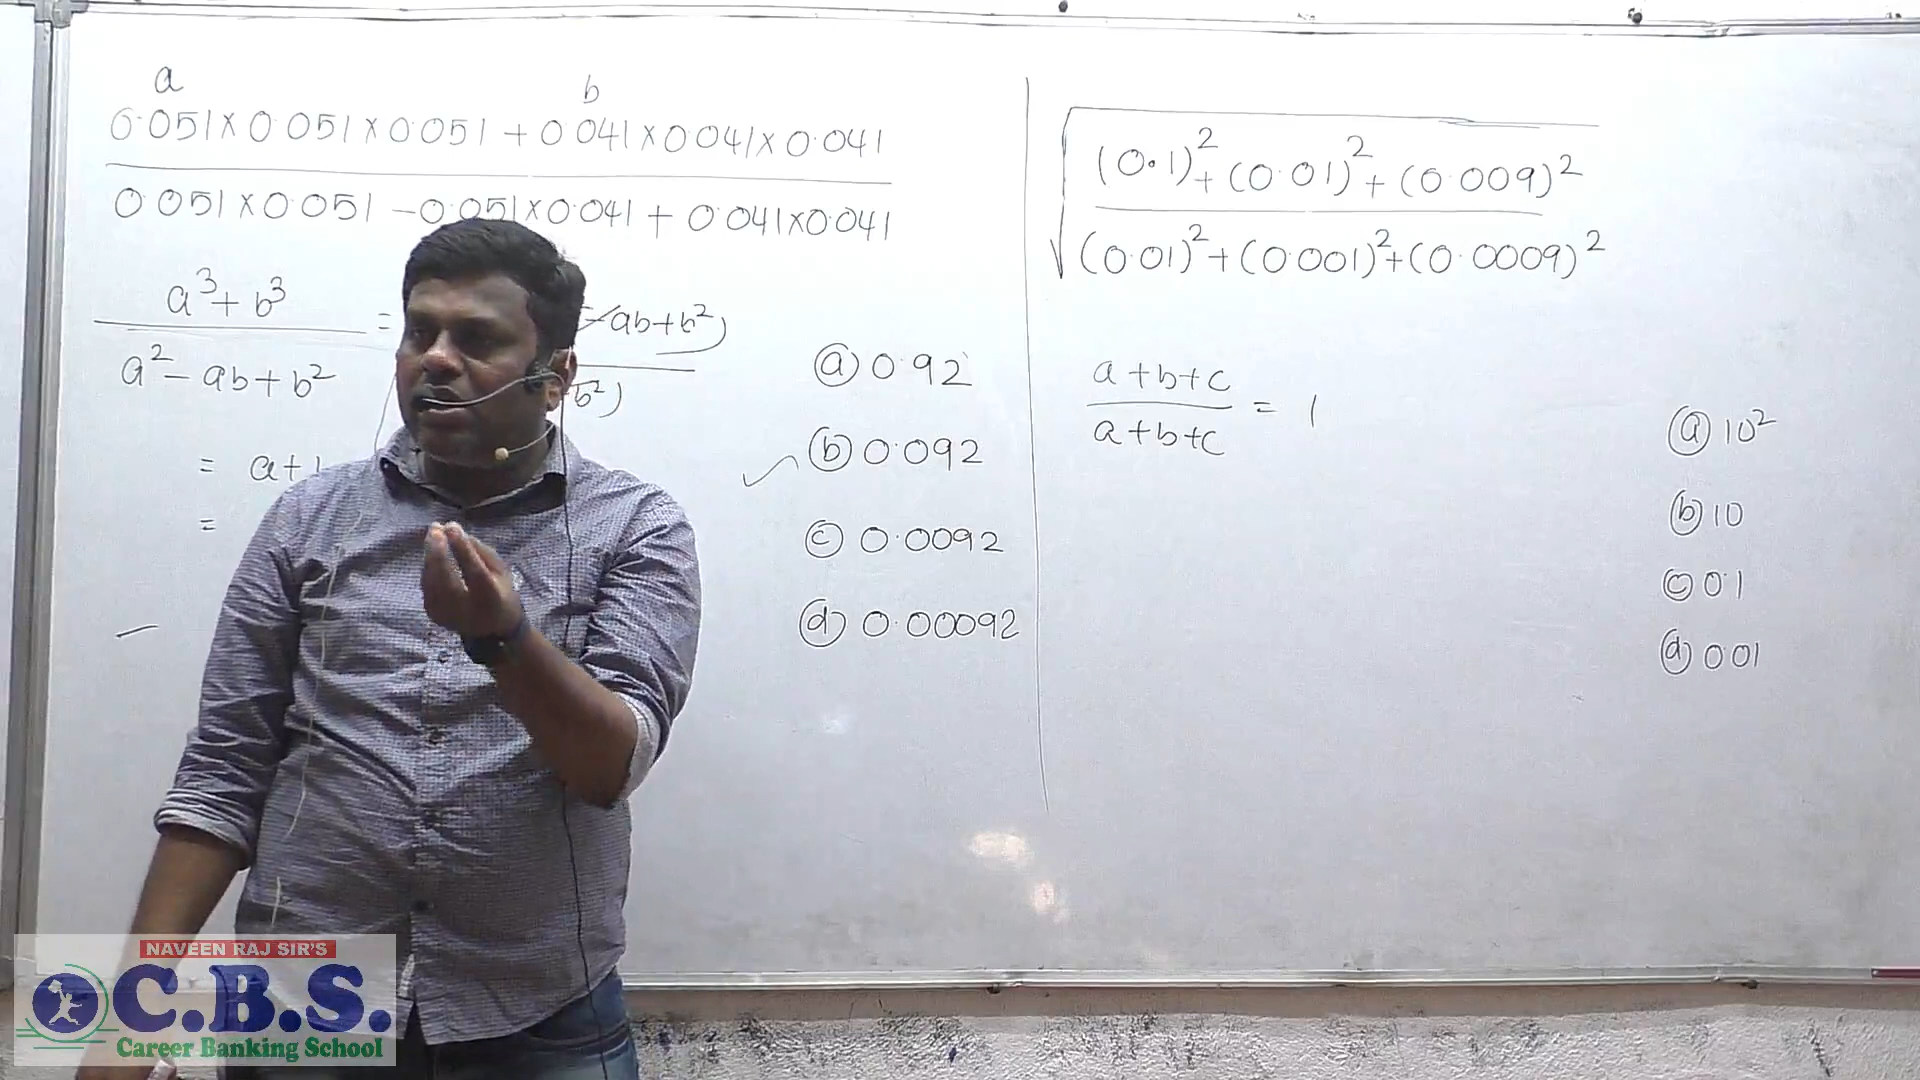 a
b
0.051×0.051×0.051+0.041×0.041×0.041
0.051×0.051-0.051×0.041+0.041×0.041
a³+b³
=
-ab+b²)
a²-ab+b²
b²)
= a+
=
ⓐ 0.92
ⓑ 0.092
ⓒ 0.0092
ⓓ 0.00092
√
(0.1)²+(0.01)²+(0.009)²
(0.01)²+(0.001)²+(0.0009)²
a+b+c
= 1
a+b+c
ⓐ 10²
ⓑ 10
ⓒ 0.1
ⓓ 0.01
NAVEEN RAJ SIR'S
C.B.S.
Career Banking School